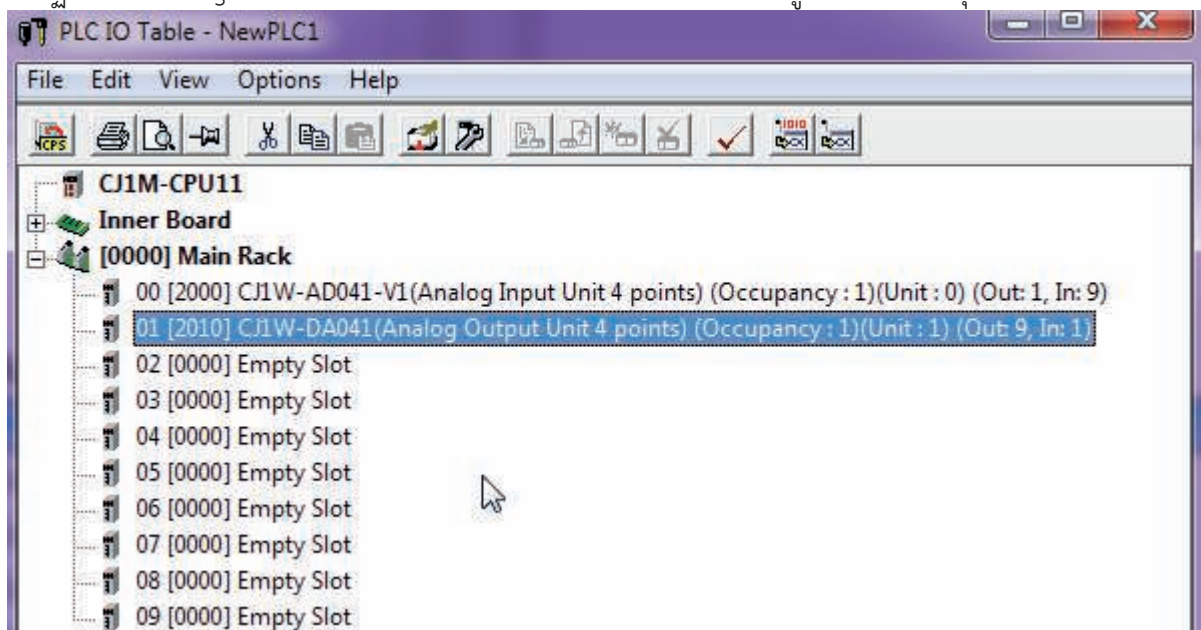 PLC IO Table - NewPLC1
File Edit View Options Help
CJ1M-CPU11
Inner Board
[0000] Main Rack
00 [2000] CJ1W-AD041-V1(Analog Input Unit 4 points) (Occupancy : 1)(Unit : 0) (Out: 1, In: 9)
01 [2010] CJ1W-DA041(Analog Output Unit 4 points) (Occupancy : 1)(Unit : 1) (Out: 9, In: 1)
02 [0000] Empty Slot
03 [0000] Empty Slot
04 [0000] Empty Slot
05 [0000] Empty Slot
06 [0000] Empty Slot
07 [0000] Empty Slot
08 [0000] Empty Slot
09 [0000] Empty Slot